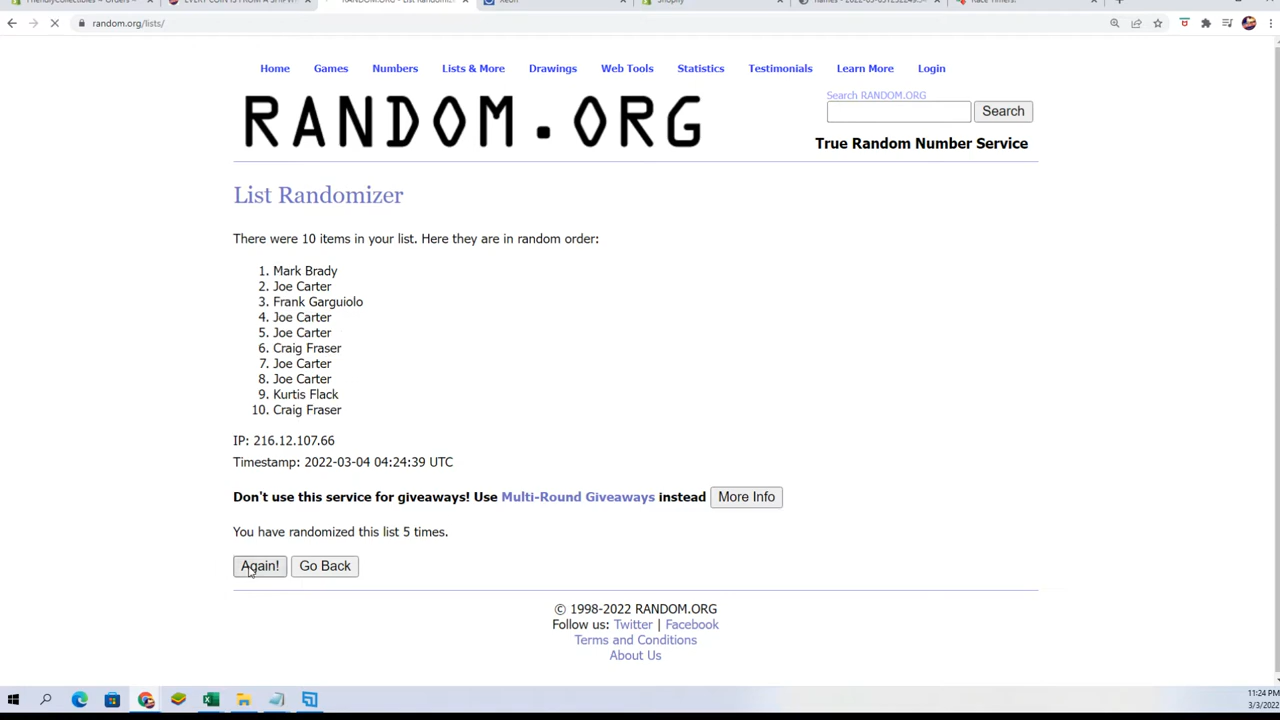 random.org/lists/
Home Games Numbers Lists & More Drawings Web Tools Statistics Testimonials Learn More Login
RANDOM.ORG
Search RANDOM.ORG
Search
True Random Number Service
List Randomizer
There were 10 items in your list. Here they are in random order:
1. Mark Brady
2. Joe Carter
3. Frank Garguiolo
4. Joe Carter
5. Joe Carter
6. Craig Fraser
7. Joe Carter
8. Joe Carter
9. Kurtis Flack
10. Craig Fraser
IP: 216.12.107.66
Timestamp: 2022-03-04 04:24:39 UTC
Don't use this service for giveaways! Use Multi-Round Giveaways instead More Info
You have randomized this list 5 times.
Again! Go Back
© 1998-2022 RANDOM.ORG
Follow us: Twitter | Facebook
Terms and Conditions
About Us
11:24 PM
3/3/2022